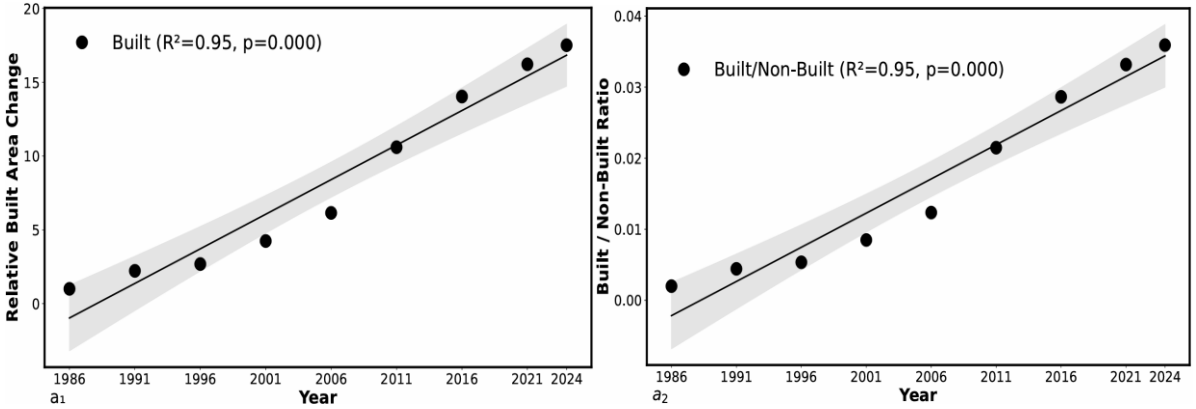 20
15
10
5
0
Relative Built Area Change
Built (R²=0.95, p=0.000)
1986 1991 1996 2001 2006 2011 2016 2021 2024
a₁ Year
0.04
0.03
0.02
0.01
0.00
Built / Non-Built Ratio
Built/Non-Built (R²=0.95, p=0.000)
1986 1991 1996 2001 2006 2011 2016 2021 2024
a₂ Year